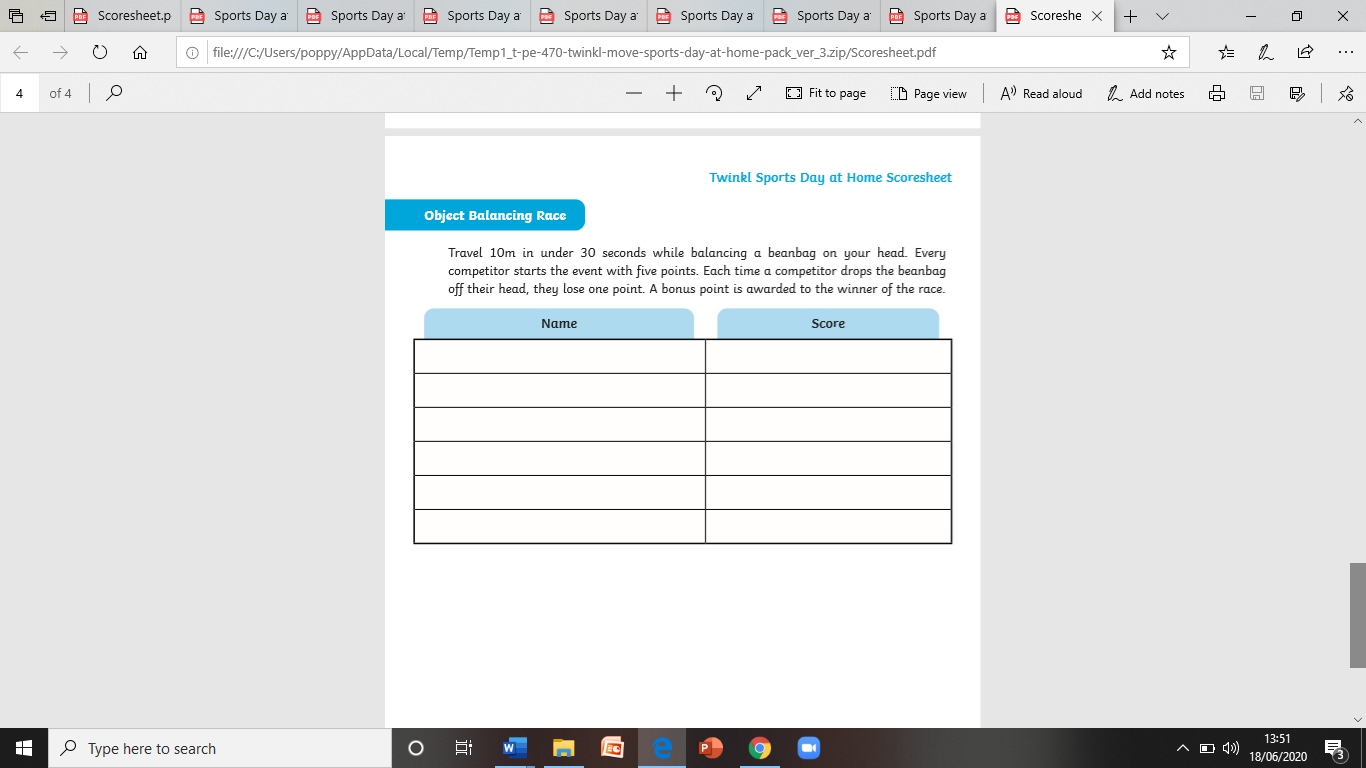 Scoresheet.p
Sports Day a
Sports Day a
Sports Day a
Sports Day a
Sports Day a
Sports Day a
Sports Day a
Scoreshe
file:///C:/Users/poppy/AppData/Local/Temp/Temp1_t-pe-470-twinkl-move-sports-day-at-home-pack_ver_3.zip/Scoresheet.pdf
4 of 4
Fit to page
Page view
Read aloud
Add notes
Twinkl Sports Day at Home Scoresheet
Object Balancing Race
Travel 10m in under 30 seconds while balancing a beanbag on your head. Every
competitor starts the event with five points. Each time a competitor drops the beanbag
off their head, they lose one point. A bonus point is awarded to the winner of the race.
Name Score
Type here to search
13:51
18/06/2020
3